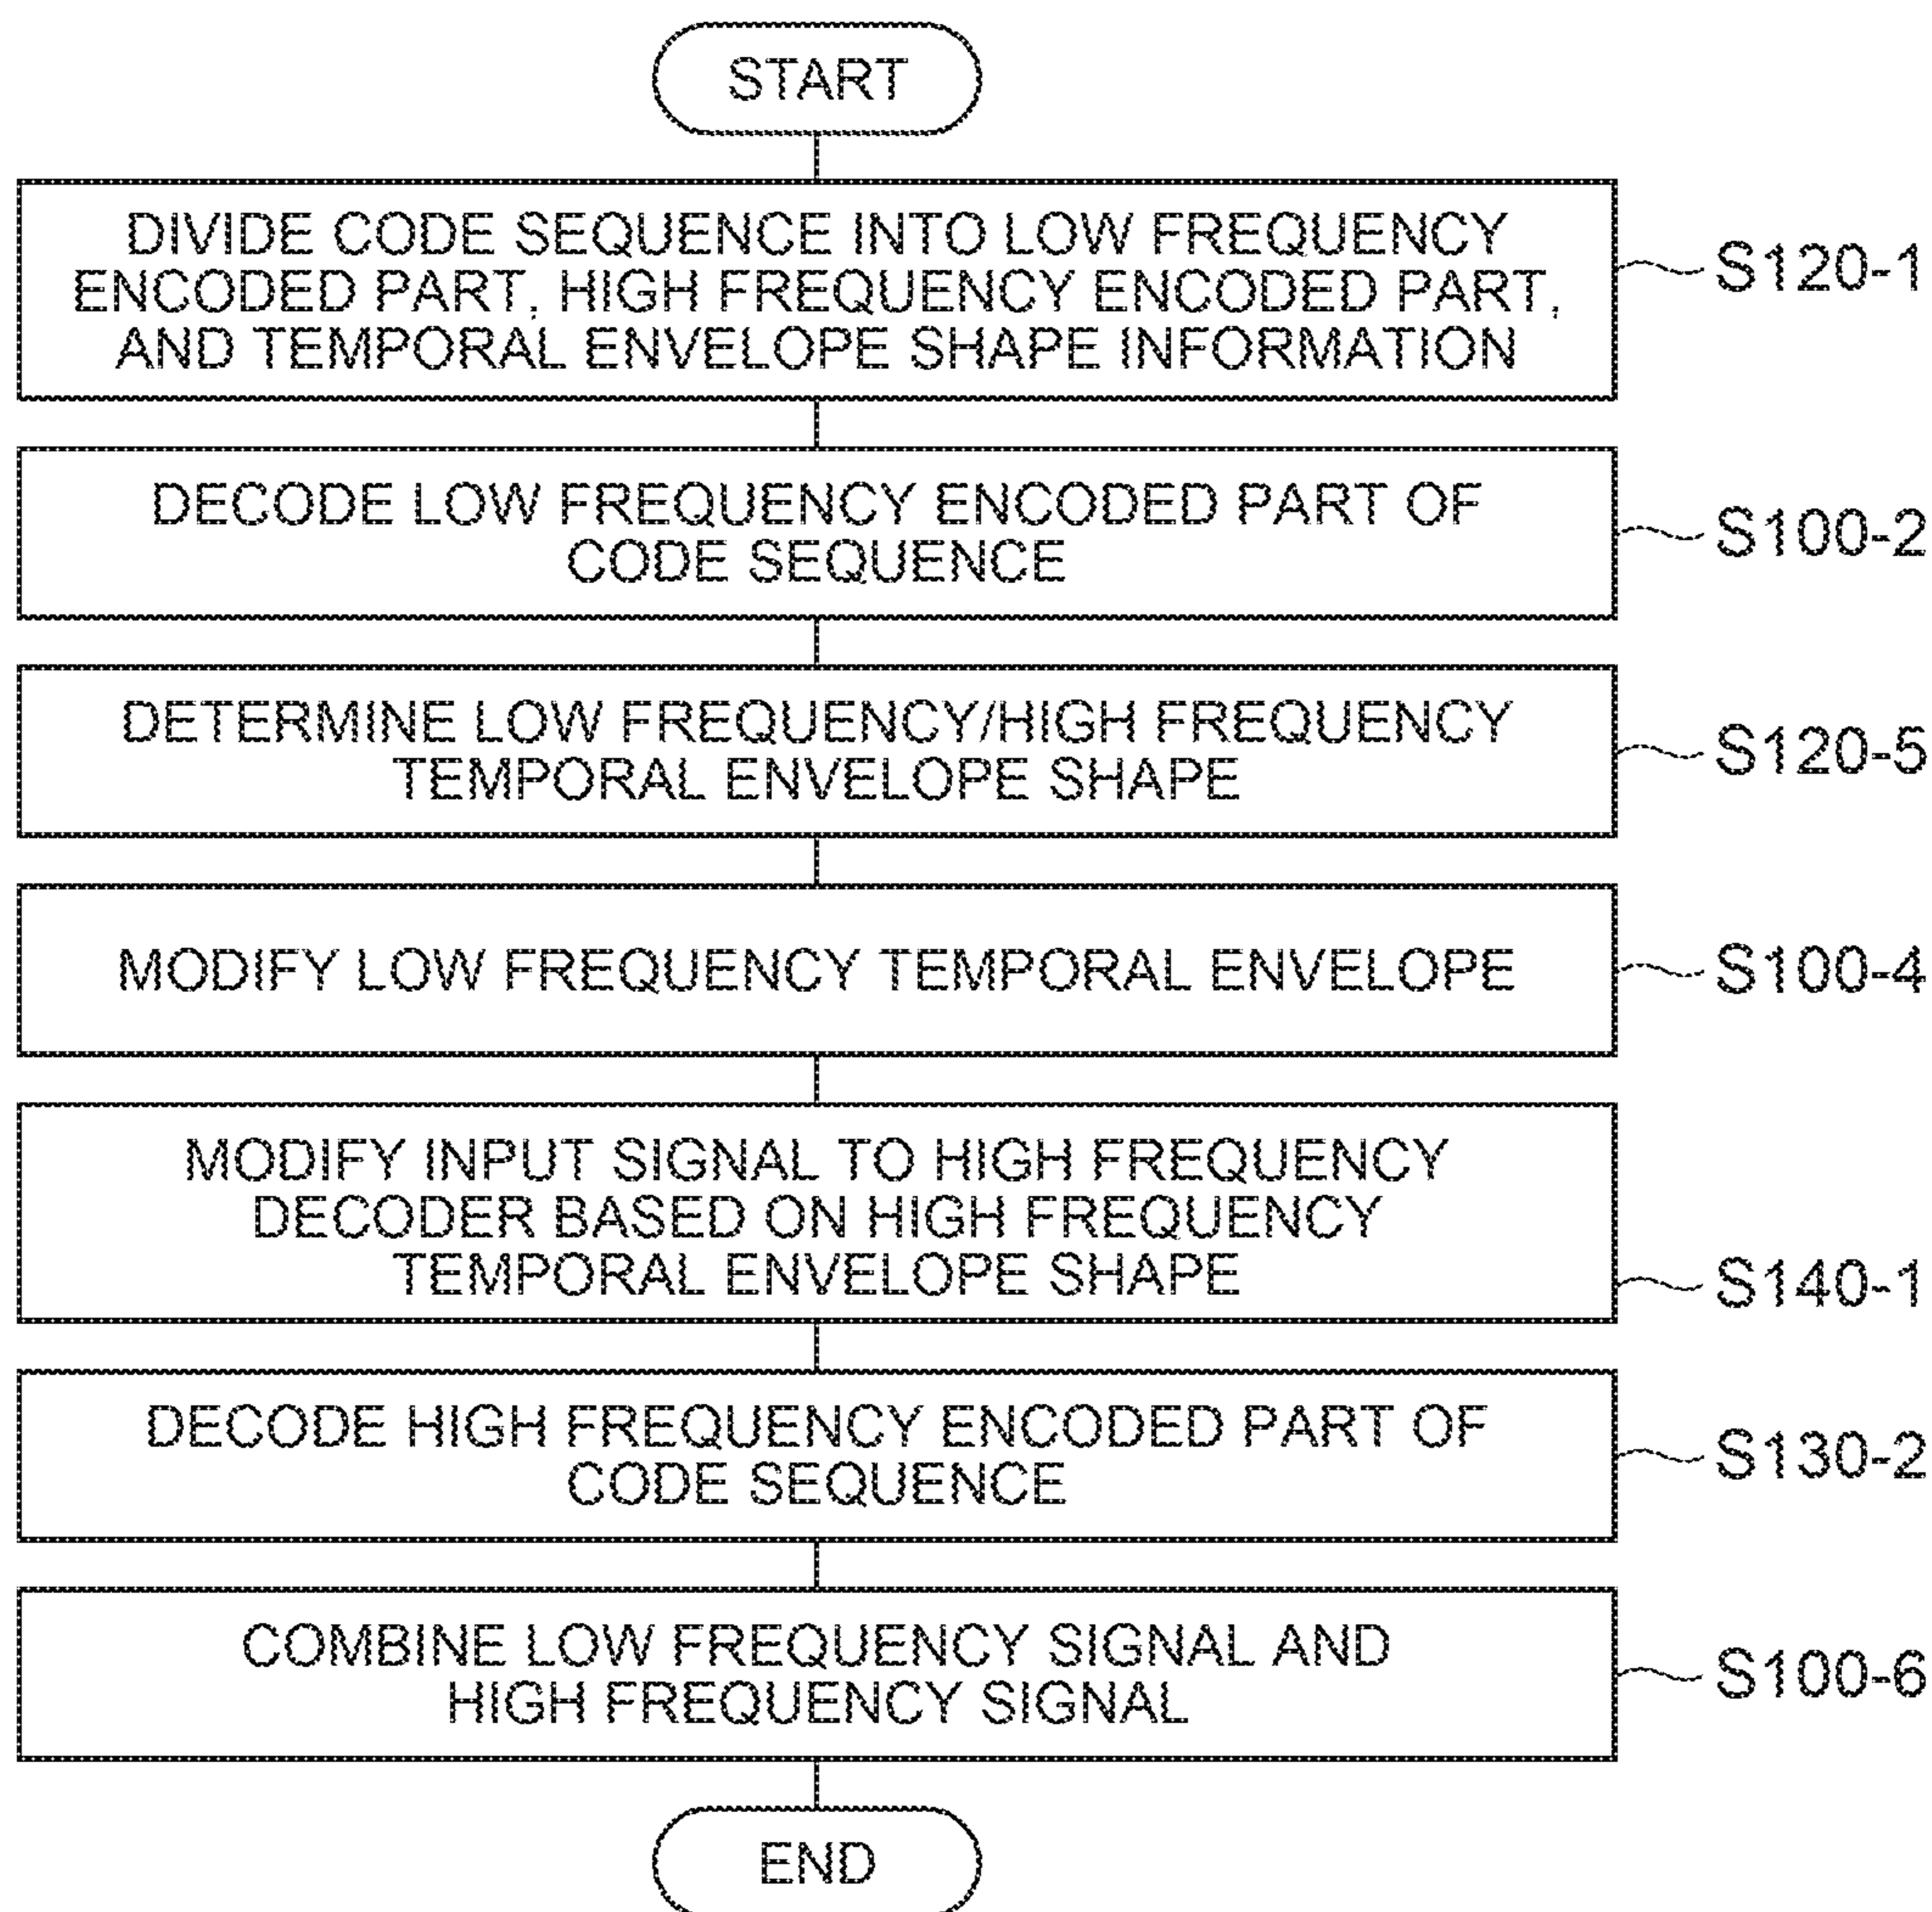 START
DIVIDE CODE SEQUENCE INTO LOW FREQUENCY
ENCODED PART, HIGH FREQUENCY ENCODED PART,
AND TEMPORAL ENVELOPE SHAPE INFORMATION
S120-1
DECODE LOW FREQUENCY ENCODED PART OF
CODE SEQUENCE
S100-2
DETERMINE LOW FREQUENCY/HIGH FREQUENCY
TEMPORAL ENVELOPE SHAPE
S120-5
MODIFY LOW FREQUENCY TEMPORAL ENVELOPE
S100-4
MODIFY INPUT SIGNAL TO HIGH FREQUENCY
DECODER BASED ON HIGH FREQUENCY
TEMPORAL ENVELOPE SHAPE
S140-1
DECODE HIGH FREQUENCY ENCODED PART OF
CODE SEQUENCE
S130-2
COMBINE LOW FREQUENCY SIGNAL AND
HIGH FREQUENCY SIGNAL
S100-6
END